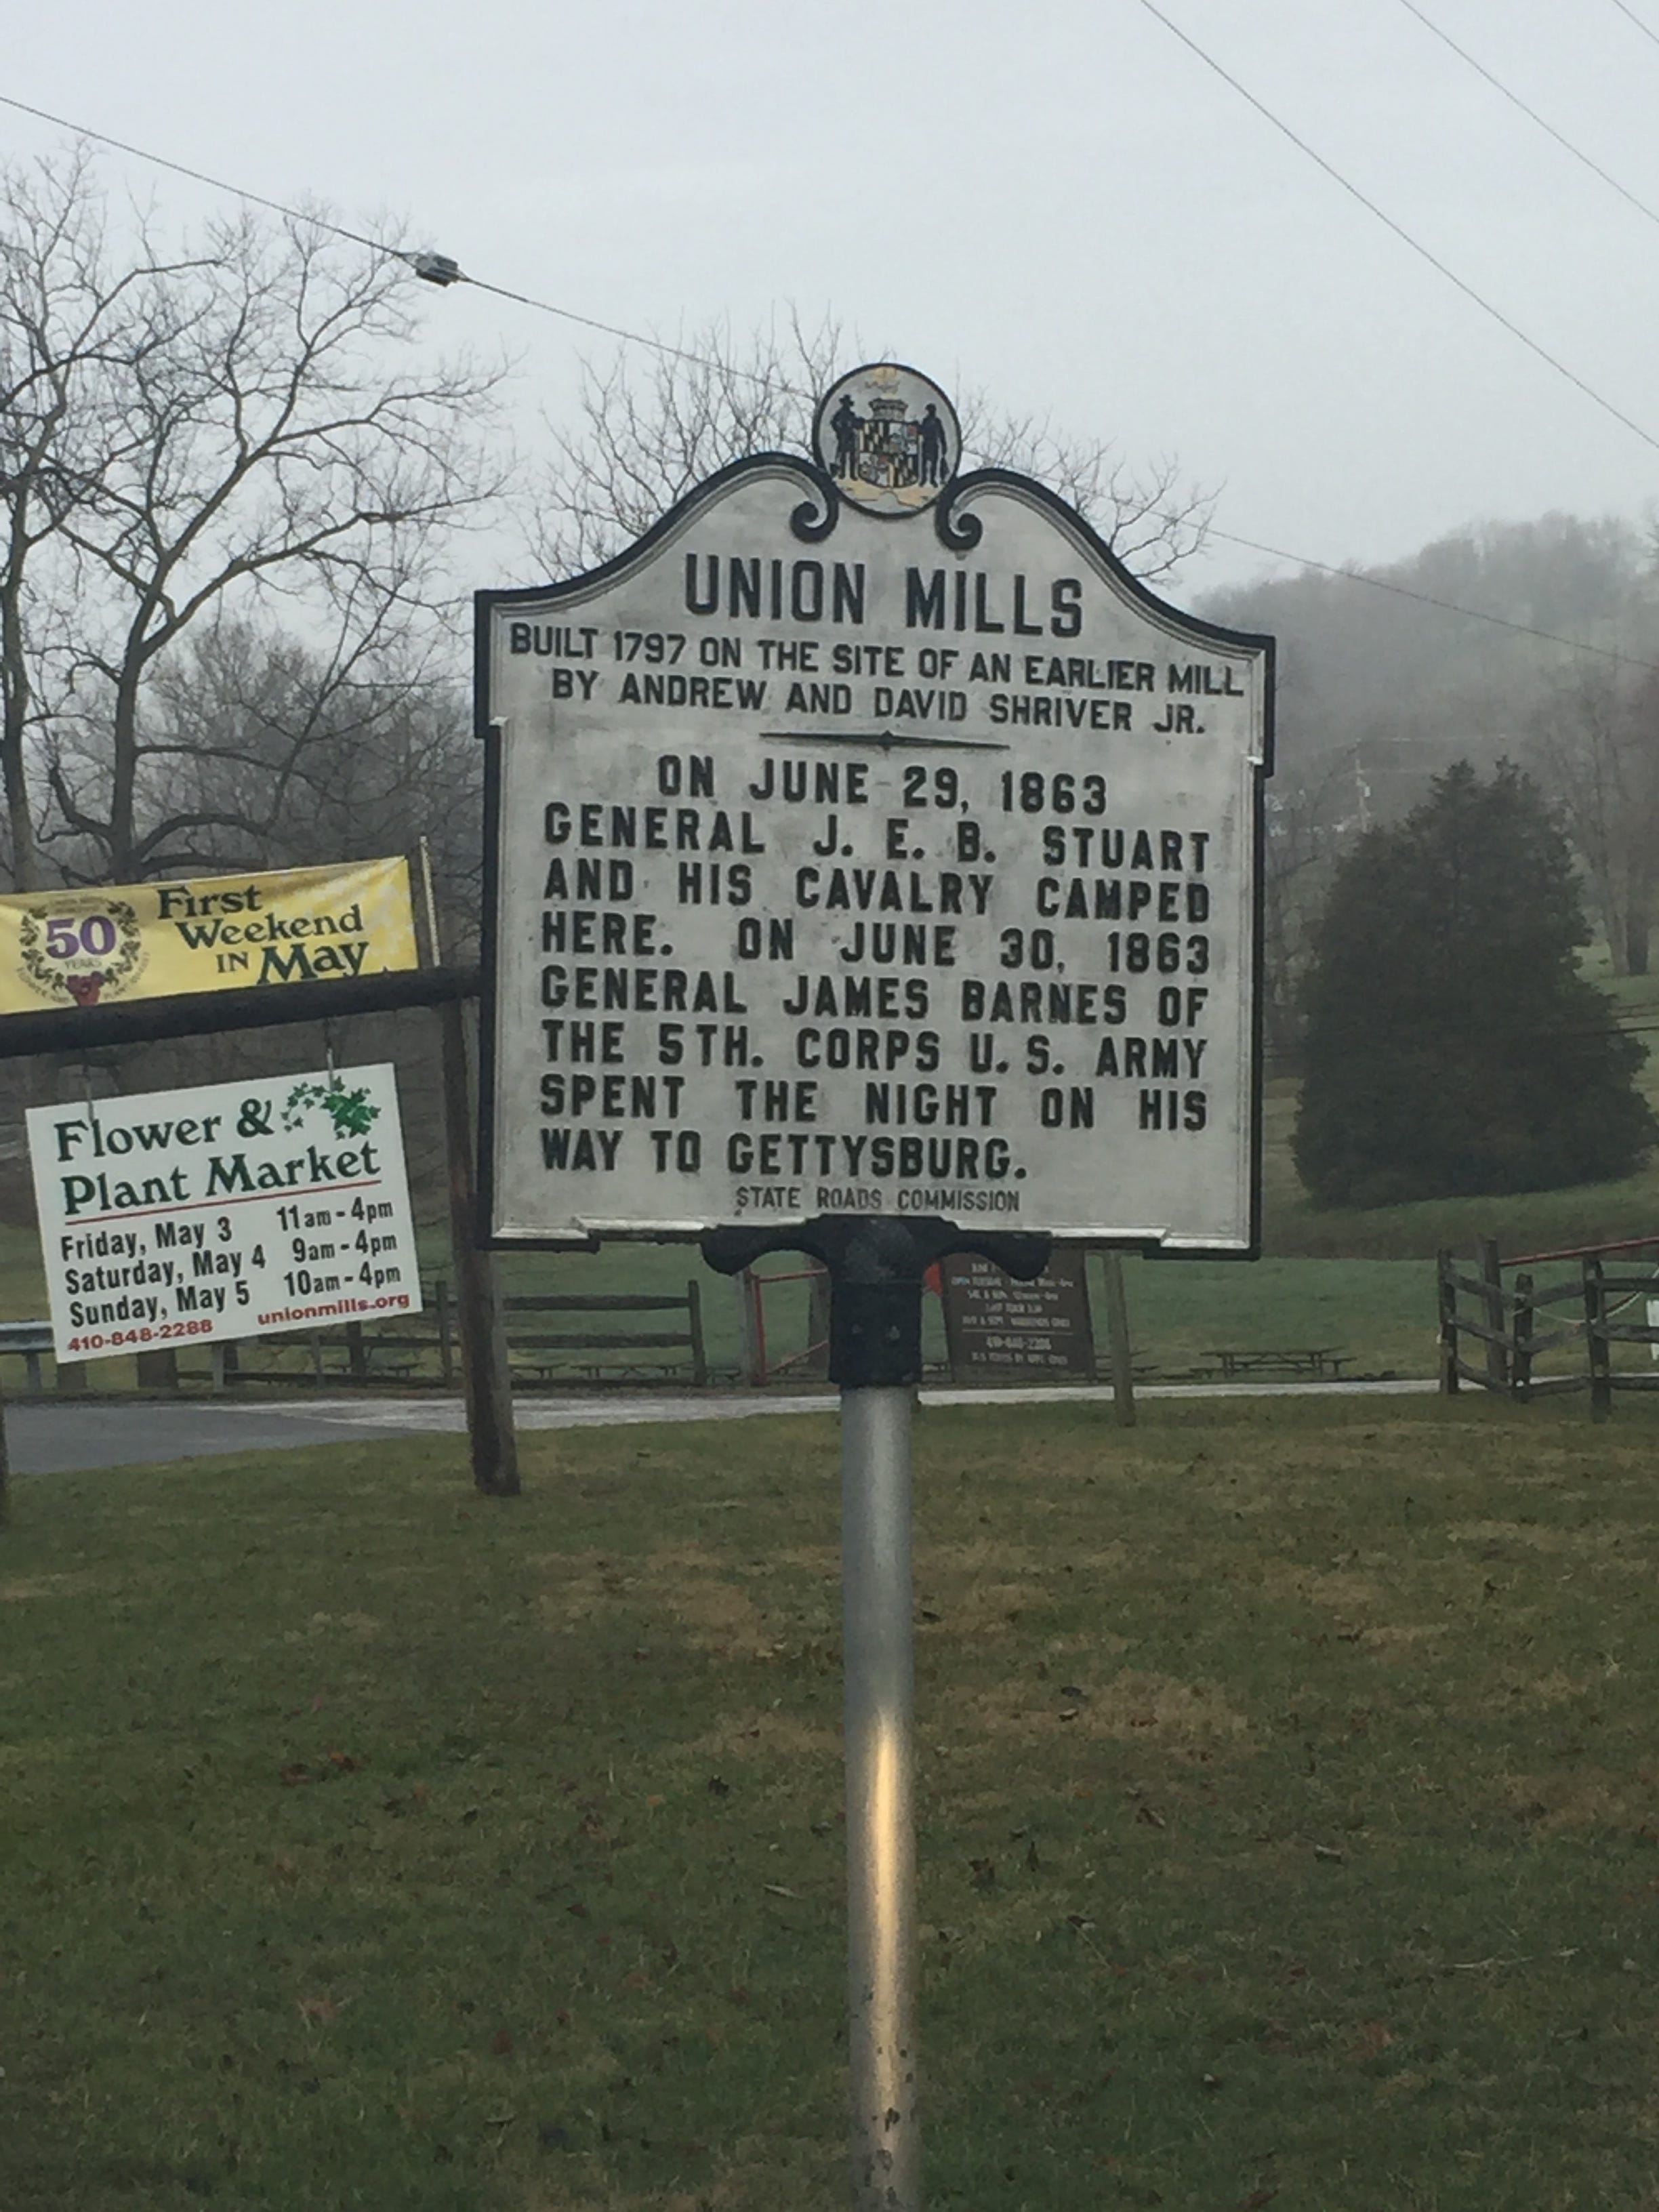 UNION MILLS
BUILT 1797 ON THE SITE OF AN EARLIER MILL
BY ANDREW AND DAVID SHRIVER JR.
ON JUNE 29, 1863
GENERAL J. E. B. STUART
AND HIS CAVALRY CAMPED
HERE. ON JUNE 30, 1863
GENERAL JAMES BARNES OF
THE 5TH. CORPS U. S. ARMY
SPENT THE NIGHT ON HIS
WAY TO GETTYSBURG.
STATE ROADS COMMISSION
50
YEARS
First
Weekend
IN May
Flower &
Plant Market
Friday, May 3 11am - 4pm
Saturday, May 4 9am - 4pm
Sunday, May 5 10am - 4pm
410-848-2288 unionmills.org
410-848-2288